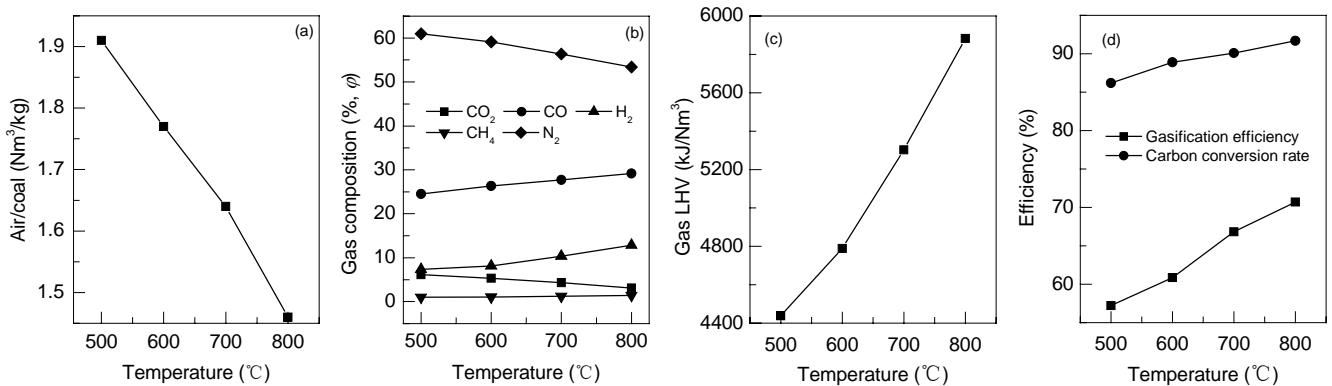 (a)
Air/coal (Nm³/kg)
1.9
1.8
1.7
1.6
1.5
500 600 700 800
Temperature (℃)
(b)
Gas composition (%, φ)
60
50
40
30
20
10
0
CO₂ CO H₂
CH₄ N₂
500 600 700 800
Temperature (℃)
(c)
Gas LHV (kJ/Nm³)
6000
5600
5200
4800
4400
500 600 700 800
Temperature (℃)
(d)
Efficiency (%)
90
80
70
60
Gasification efficiency
Carbon conversion rate
500 600 700 800
Temperature (℃)